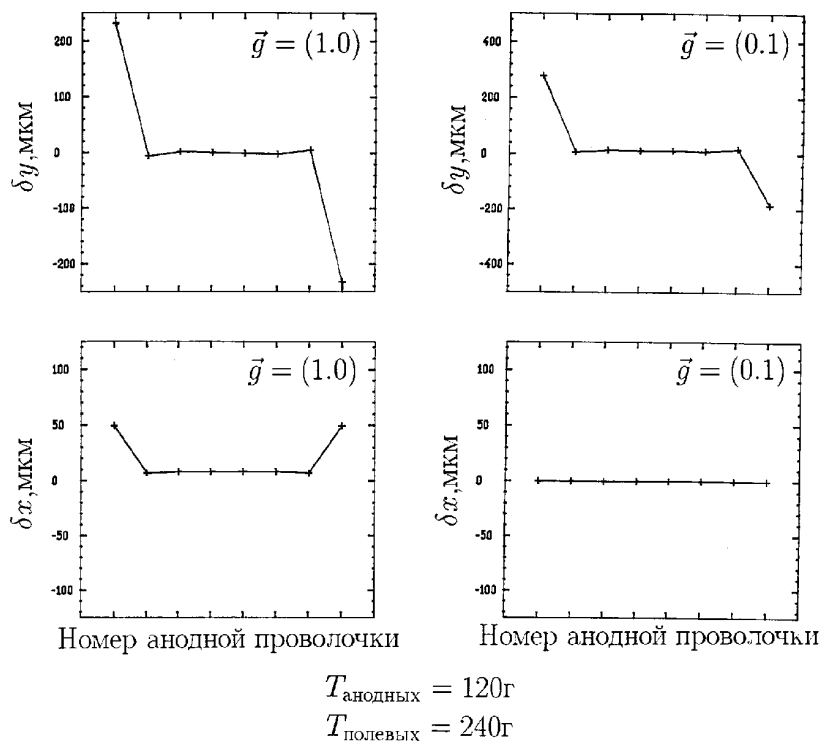 200
100
0
-100
-200
δy,мкм
g⃗ = (1.0)
400
200
0
-200
-400
δy,мкм
g⃗ = (0.1)
100
50
0
-50
-100
δx,мкм
g⃗ = (1.0)
Номер анодной проволочки
100
50
0
-50
-100
δx,мкм
g⃗ = (0.1)
Номер анодной проволочки
Tанодных = 120г
Tполевых = 240г